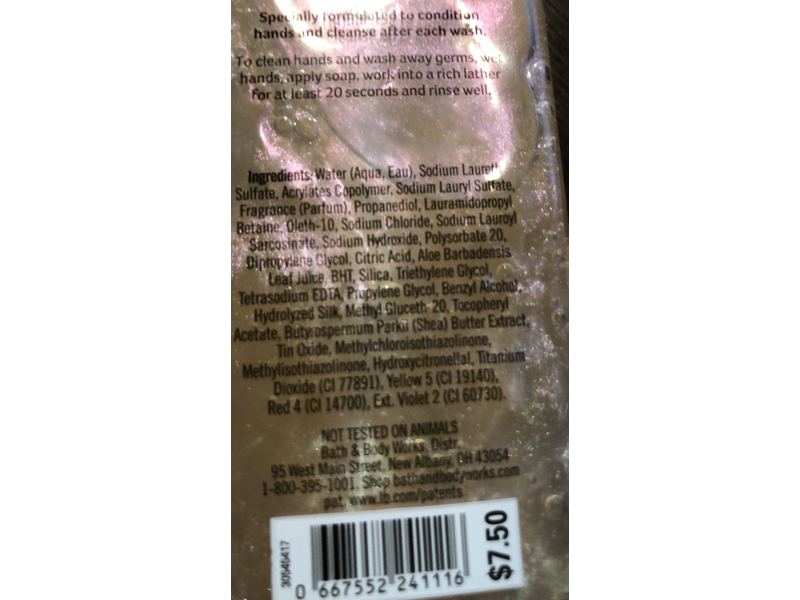 Specially formulated to condition
hands and cleanse after each wash.
To clean hands and wash away germs, wet
hands, apply soap, work into a rich lather
for at least 20 seconds and rinse well.
Ingredients: Water (Aqua, Eau), Sodium Laureth
Sulfate, Acrylates Copolymer, Sodium Lauryl Sulfate,
Fragrance (Parfum), Propanediol, Lauramidopropyl
Betaine, Oleth-10, Sodium Chloride, Sodium Lauroyl
Sarcosinate, Sodium Hydroxide, Polysorbate 20,
Dipropylene Glycol, Citric Acid, Aloe Barbadensis
Leaf Juice, BHT, Silica, Triethylene Glycol,
Tetrasodium EDTA, Propylene Glycol, Benzyl Alcohol,
Hydrolyzed Silk, Methyl Gluceth-20, Tocopheryl
Acetate, Butyrospermum Parkii (Shea) Butter Extract,
Tin Oxide, Methylchloroisothiazolinone,
Methylisothiazolinone, Hydroxycitronellal, Titanium
Dioxide (CI 77891), Yellow 5 (CI 19140),
Red 4 (CI 14700), Ext. Violet 2 (CI 60730).
NOT TESTED ON ANIMALS
Bath & Body Works, Distr.
95 West Main Street, New Albany, OH 43054
1-800-395-1001. Shop bathandbodyworks.com
pat. www.lb.com/patents
30545417
0 667552 241116
$7.50